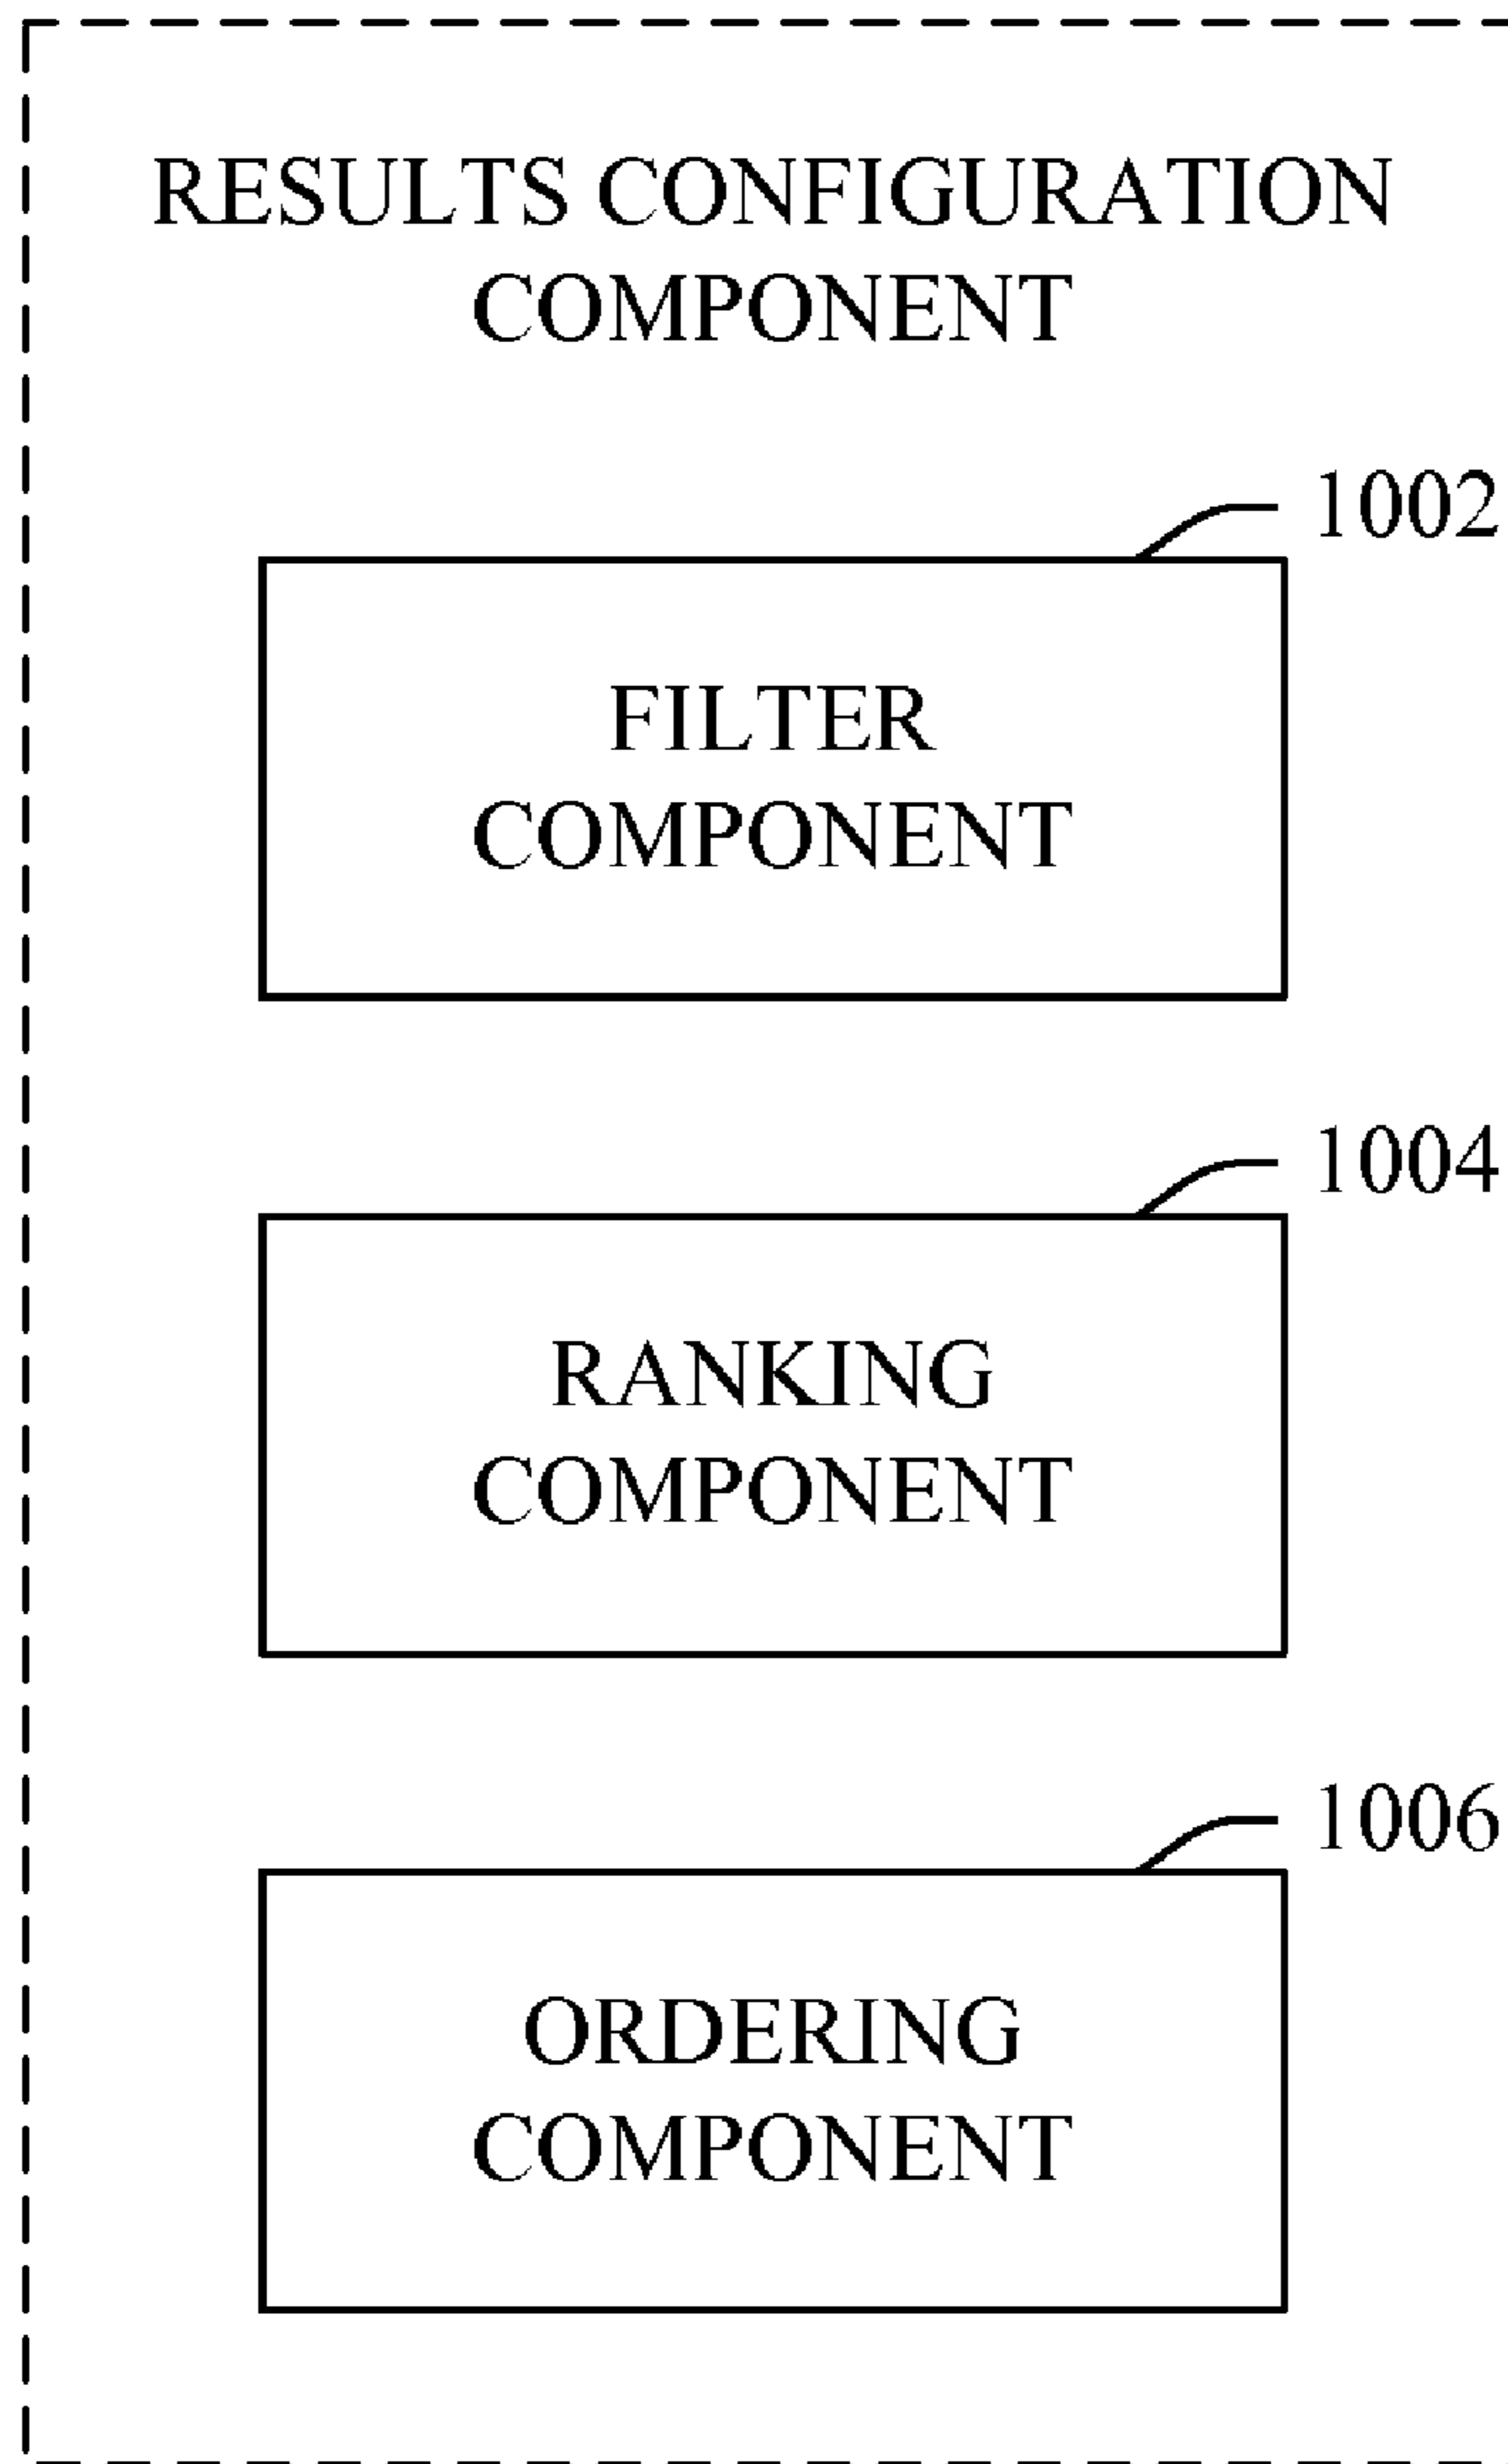 RESULTS CONFIGURATION
COMPONENT
1002
FILTER
COMPONENT
1004
RANKING
COMPONENT
1006
ORDERING
COMPONENT